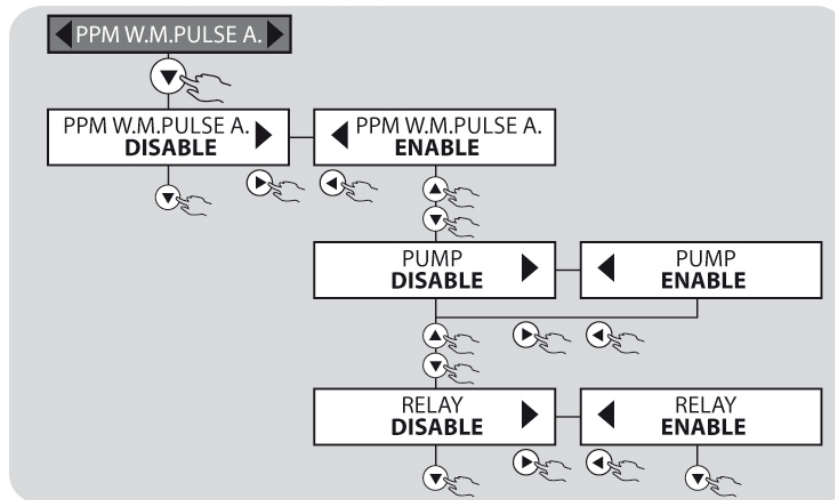 PPM W.M.PULSE A.
PPM W.M.PULSE A.
DISABLE
PPM W.M.PULSE A.
ENABLE
PUMP
DISABLE
PUMP
ENABLE
RELAY
DISABLE
RELAY
ENABLE